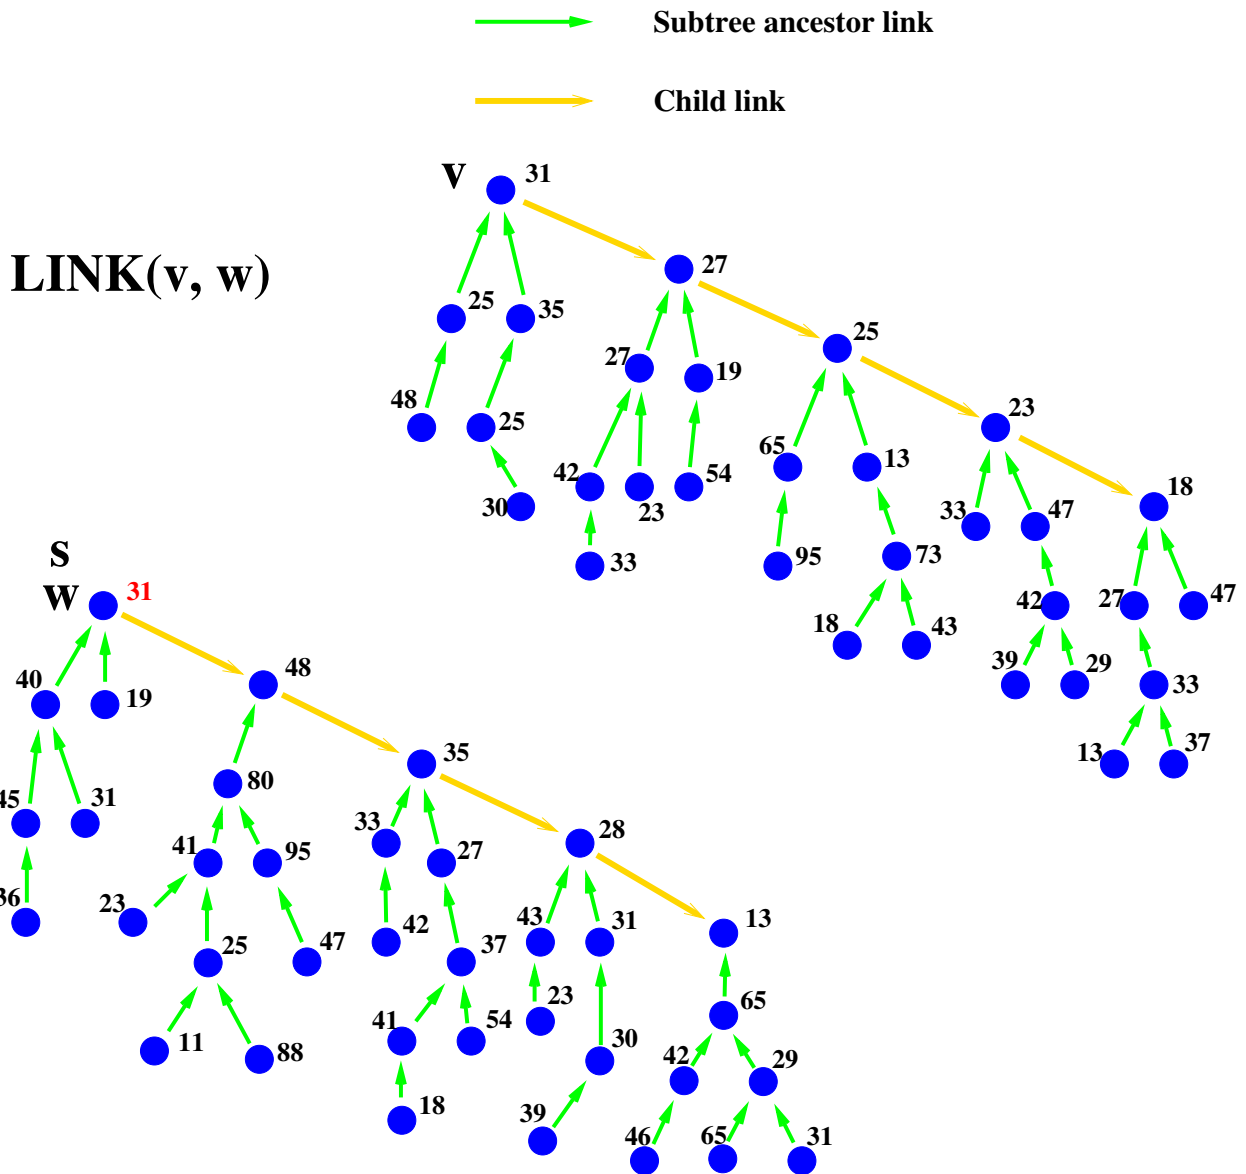 Subtree ancestor link
Child link
v 31
27
LINK(v, w)
25 35
25
27 19
48 25
23
65 13
42 54
30 23
18
33 47
33
95 73
s
w 31
42 27 47
18 43
48
39 29
33
40 19
35
13 37
80
45 31
33 28
41 95 27
36 23
13
42 43 31
25 47 37
23
65
11 88
41 54
30
42 29
18 39
46 65 31